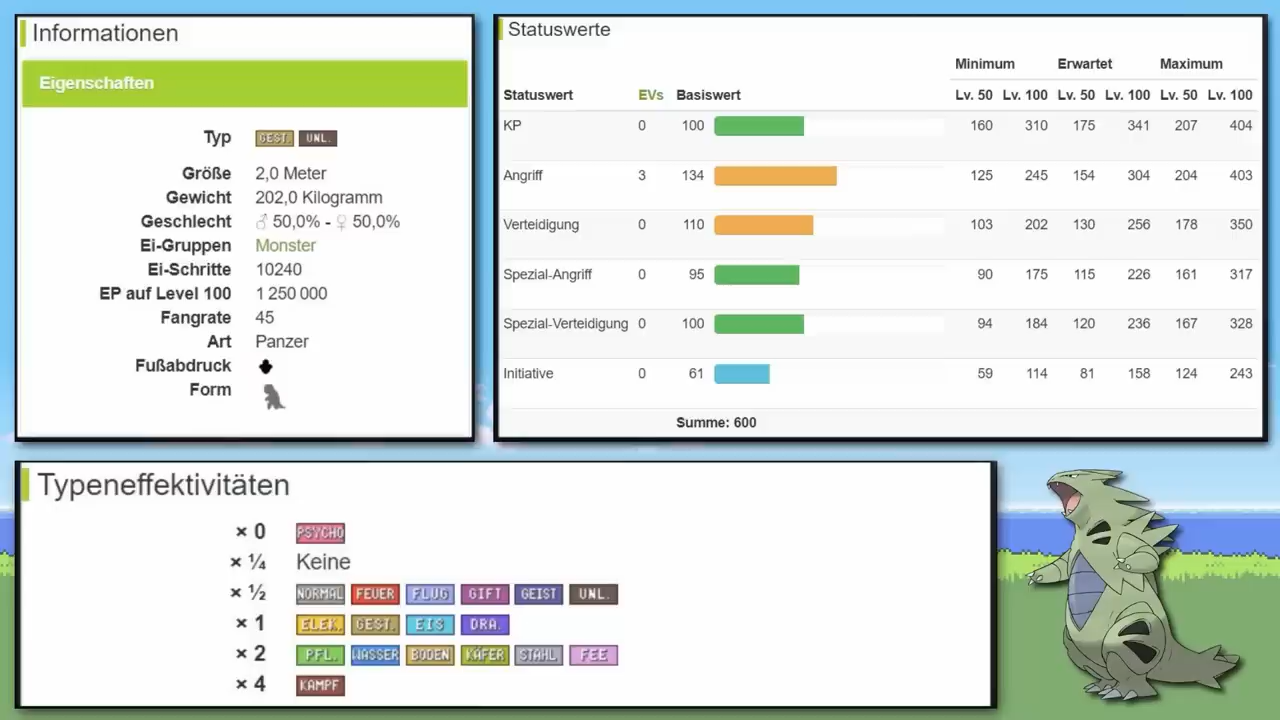 Informationen
Eigenschaften
Typ GEST. UNL.
Größe 2,0 Meter
Gewicht 202,0 Kilogramm
Geschlecht ♂ 50,0% - ♀ 50,0%
Ei-Gruppen Monster
Ei-Schritte 10240
EP auf Level 100 1 250 000
Fangrate 45
Art Panzer
Fußabdruck
Form
Statuswerte
Minimum Erwartet Maximum
Statuswert EVs Basiswert Lv. 50 Lv. 100 Lv. 50 Lv. 100 Lv. 50 Lv. 100
KP 0 100 160 310 175 341 207 404
Angriff 3 134 125 245 154 304 204 403
Verteidigung 0 110 103 202 130 256 178 350
Spezial-Angriff 0 95 90 175 115 226 161 317
Spezial-Verteidigung 0 100 94 184 120 236 167 328
Initiative 0 61 59 114 81 158 124 243
Summe: 600
Typeneffektivitäten
× 0 PSYCHO
× ¼ Keine
× ½ NORMAL FEUER FLUG GIFT GEIST UNL.
× 1 ELEK. GEST. EIS DRA.
× 2 PFL. WASSER BODEN KÄFER STAHL FEE
× 4 KAMPF